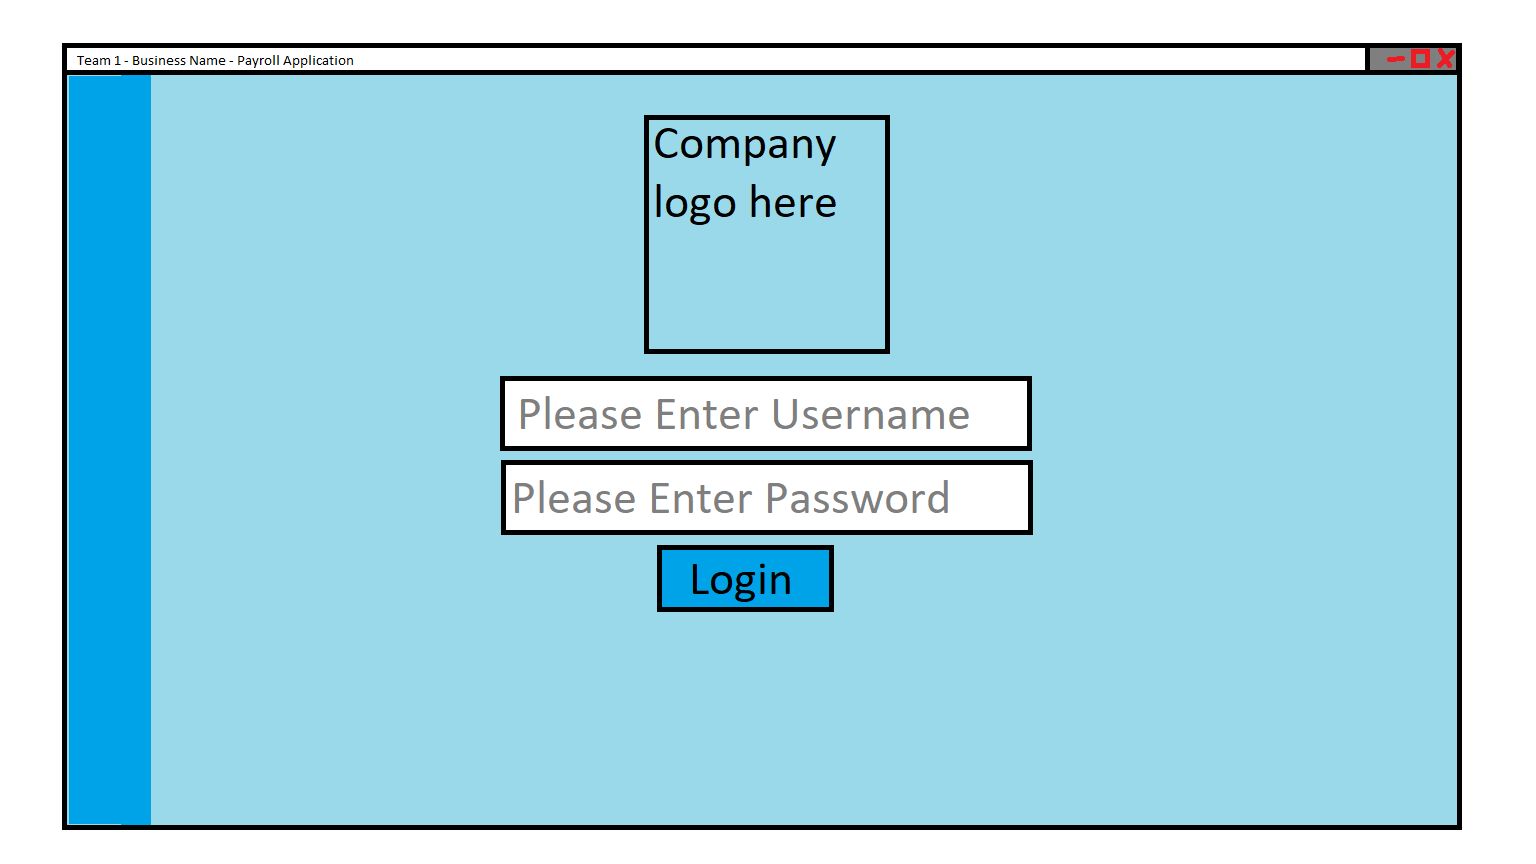 Team 1 - Business Name - Payroll Application
Company
logo here
Please Enter Username
Please Enter Password
Login